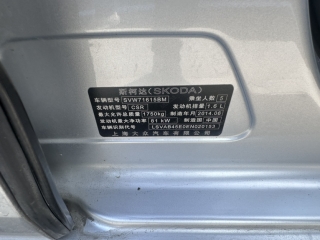 斯柯达(SKODA)
车辆型号 SVW71615BM 乘坐人数 5
发动机型号 CSR 发动机排量 1.6 L
最大允许总质量 1750kg 制造年月 2014.05
发动机最大净功率 81 kW 制造国 中国
车辆识别代号
上海大众汽车有限公司